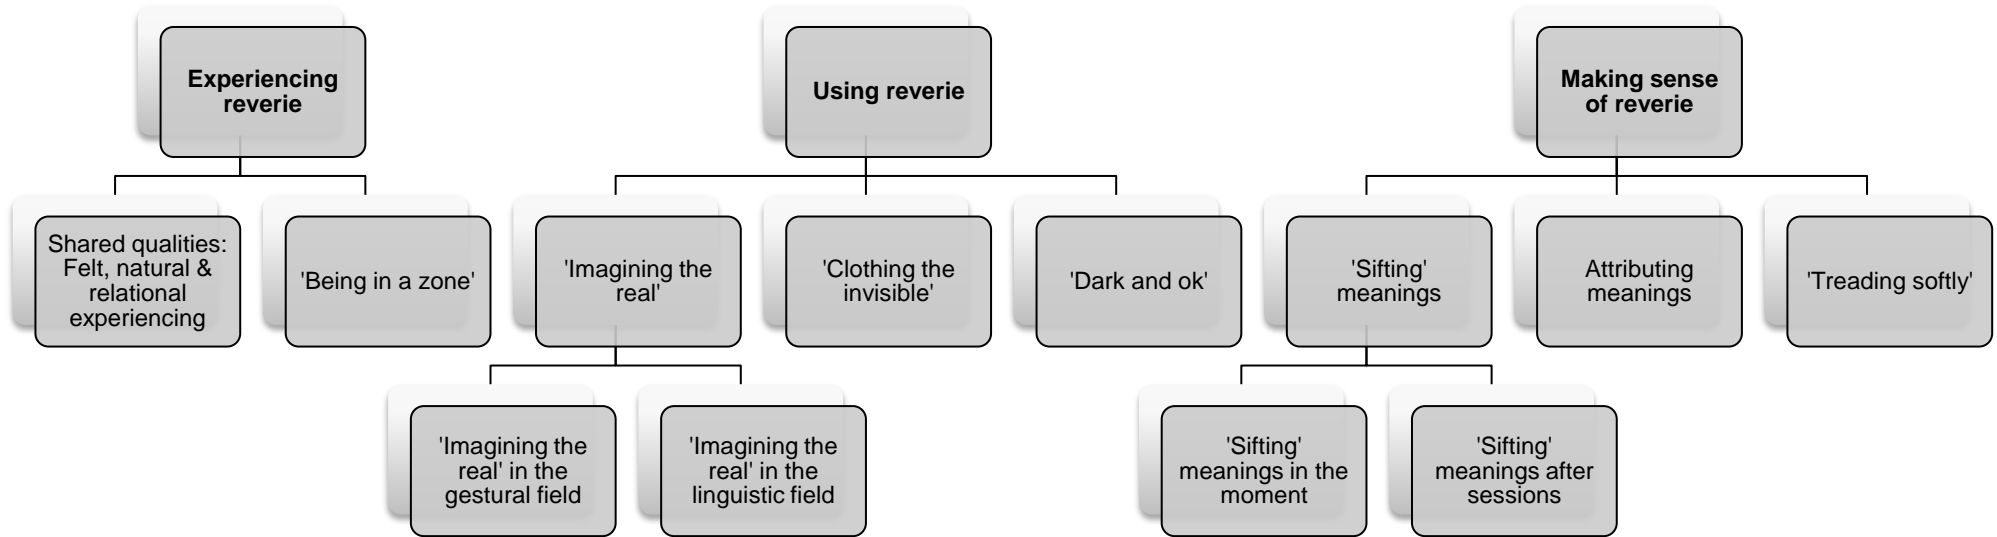 Experiencing
reverie
Using reverie
Making sense
of reverie
Shared qualities:
Felt, natural &
relational
experiencing
'Being in a zone'
'Imagining the
real'
'Clothing the
invisible'
'Dark and ok'
'Sifting'
meanings
Attributing
meanings
'Treading softly'
'Imagining the
real' in the
gestural field
'Imagining the
real' in the
linguistic field
'Sifting'
meanings in the
moment
'Sifting'
meanings after
sessions